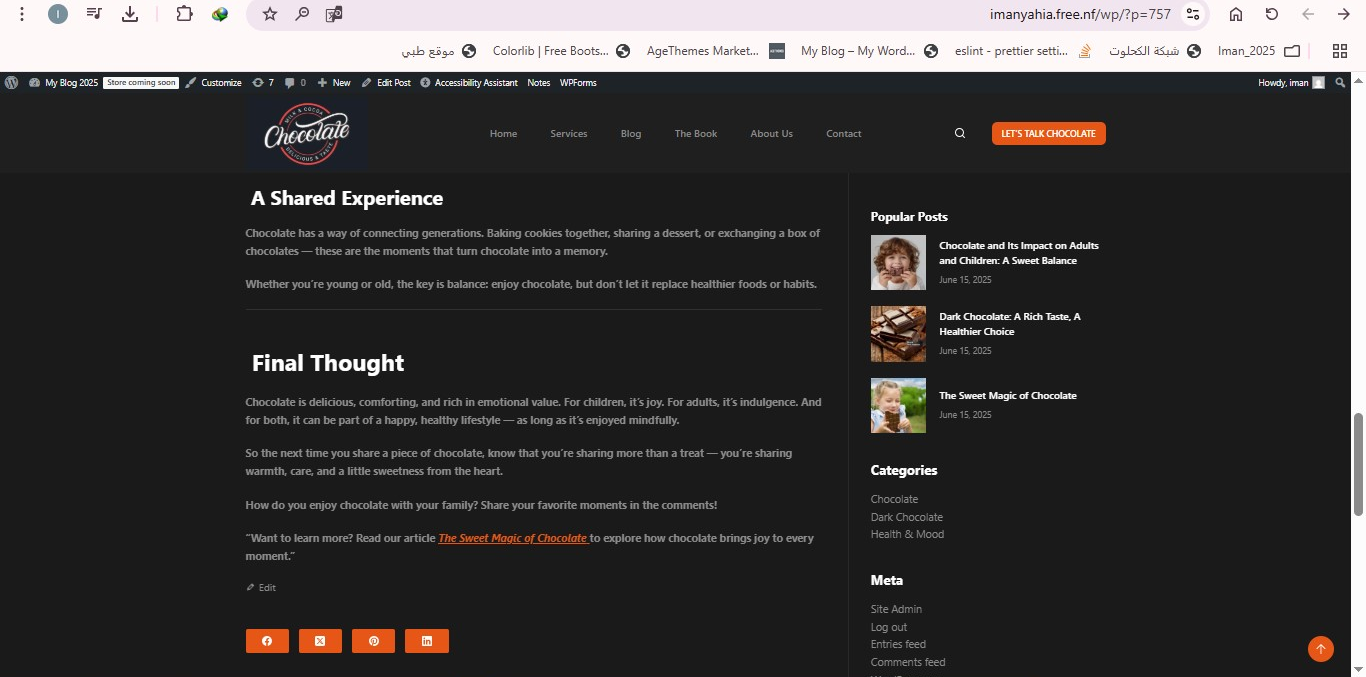 imanyahia.free.nf/wp/?p=757
موقع طبي
Colorlib | Free Boots...
AgeThemes Market...
My Blog – My Word...
eslint - prettier setti...
شبكة الكحلوت
Iman_2025
My Blog 2025
Store coming soon
Customize
7
0
New
Edit Post
Accessibility Assistant
Notes
WPForms
Howdy, iman
MILK & COCOA
Chocolate
DELICIOUS & TASTE
Home
Services
Blog
The Book
About Us
Contact
LET'S TALK CHOCOLATE
A Shared Experience
Chocolate has a way of connecting generations. Baking cookies together, sharing a dessert, or exchanging a box of
chocolates — these are the moments that turn chocolate into a memory.
Whether you're young or old, the key is balance: enjoy chocolate, but don't let it replace healthier foods or habits.
Final Thought
Chocolate is delicious, comforting, and rich in emotional value. For children, it's joy. For adults, it's indulgence. And
for both, it can be part of a happy, healthy lifestyle — as long as it's enjoyed mindfully.
So the next time you share a piece of chocolate, know that you're sharing more than a treat — you're sharing
warmth, care, and a little sweetness from the heart.
How do you enjoy chocolate with your family? Share your favorite moments in the comments!
“Want to learn more? Read our article The Sweet Magic of Chocolate to explore how chocolate brings joy to every
moment.”
Edit
Popular Posts
Chocolate and Its Impact on Adults
and Children: A Sweet Balance
June 15, 2025
Dark Chocolate: A Rich Taste, A
Healthier Choice
June 15, 2025
The Sweet Magic of Chocolate
June 15, 2025
Categories
Chocolate
Dark Chocolate
Health & Mood
Meta
Site Admin
Log out
Entries feed
Comments feed